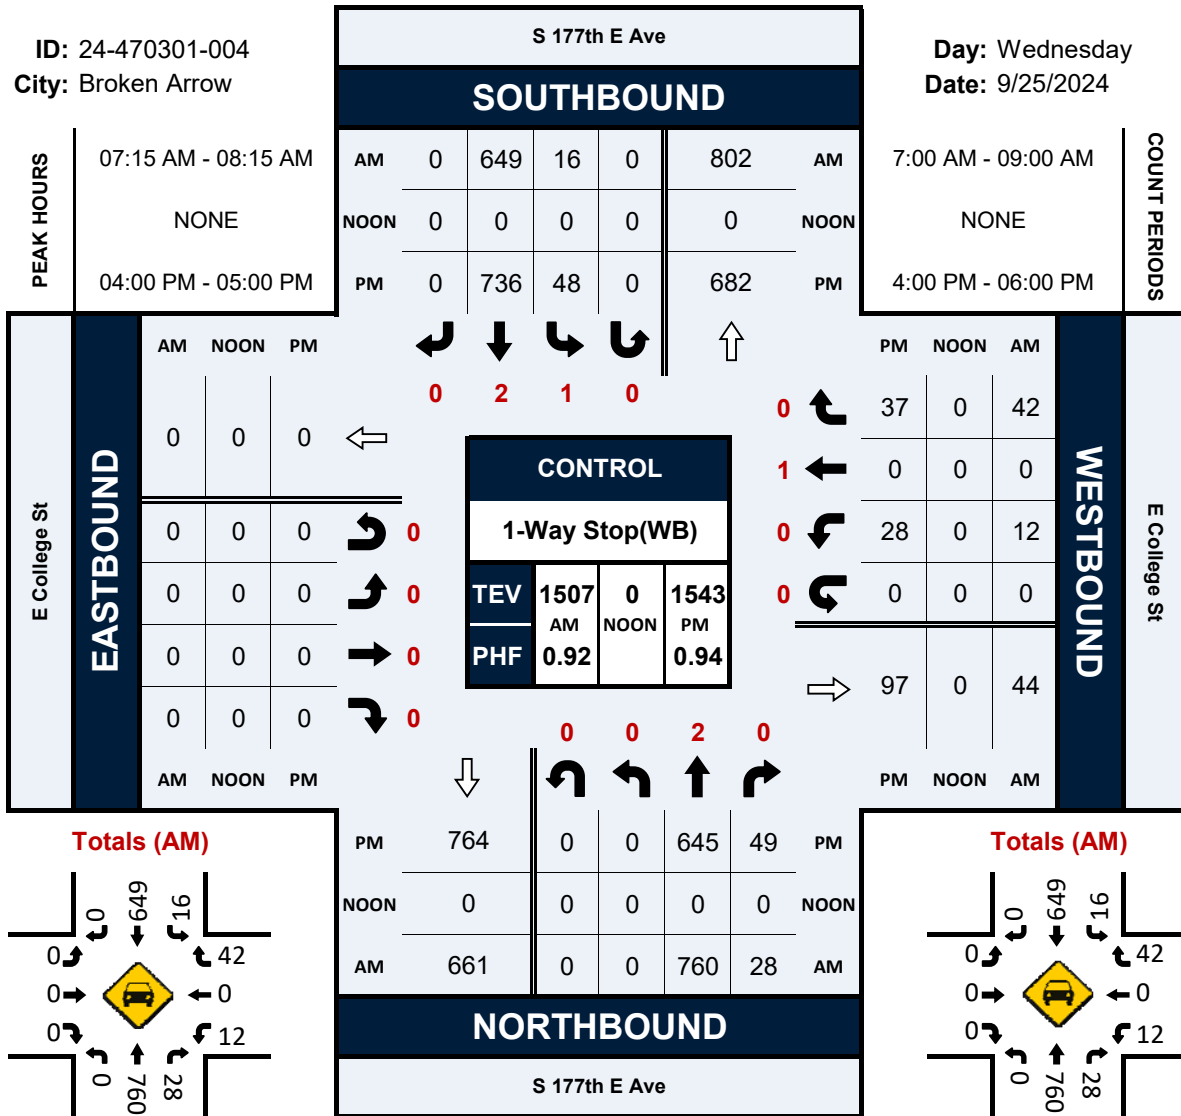 S 177th E Ave
ID: 24-470301-004
City: Broken Arrow
Day: Wednesday
Date: 9/25/2024
SOUTHBOUND
PEAK HOURS
07:15 AM - 08:15 AM
NONE
04:00 PM - 05:00 PM
AM 0 649 16 0 802 AM
NOON 0 0 0 0 0 NOON
PM 0 736 48 0 682 PM
7:00 AM - 09:00 AM
NONE
4:00 PM - 06:00 PM
COUNT PERIODS
0 2 1 0
E College St
EASTBOUND
AM NOON PM
0 0 0
0 0 0 0
0 0 0 0
0 0 0 0
0 0 0 0
AM NOON PM
CONTROL
1-Way Stop(WB)
TEV 1507 0 1543
AM NOON PM
PHF 0.92 0.94
PM NOON AM
0 37 0 42
1 0 0 0
0 28 0 12
0 0 0 0
97 0 44
PM NOON AM
WESTBOUND
E College St
0 0 2 0
PM 764 0 0 645 49 PM
NOON 0 0 0 0 0 NOON
AM 661 0 0 760 28 AM
NORTHBOUND
S 177th E Ave
Totals (AM)
0 649 16
0 42
0 0
0 12
0 760 28
Totals (AM)
0 649 16
0 42
0 0
0 12
0 760 28